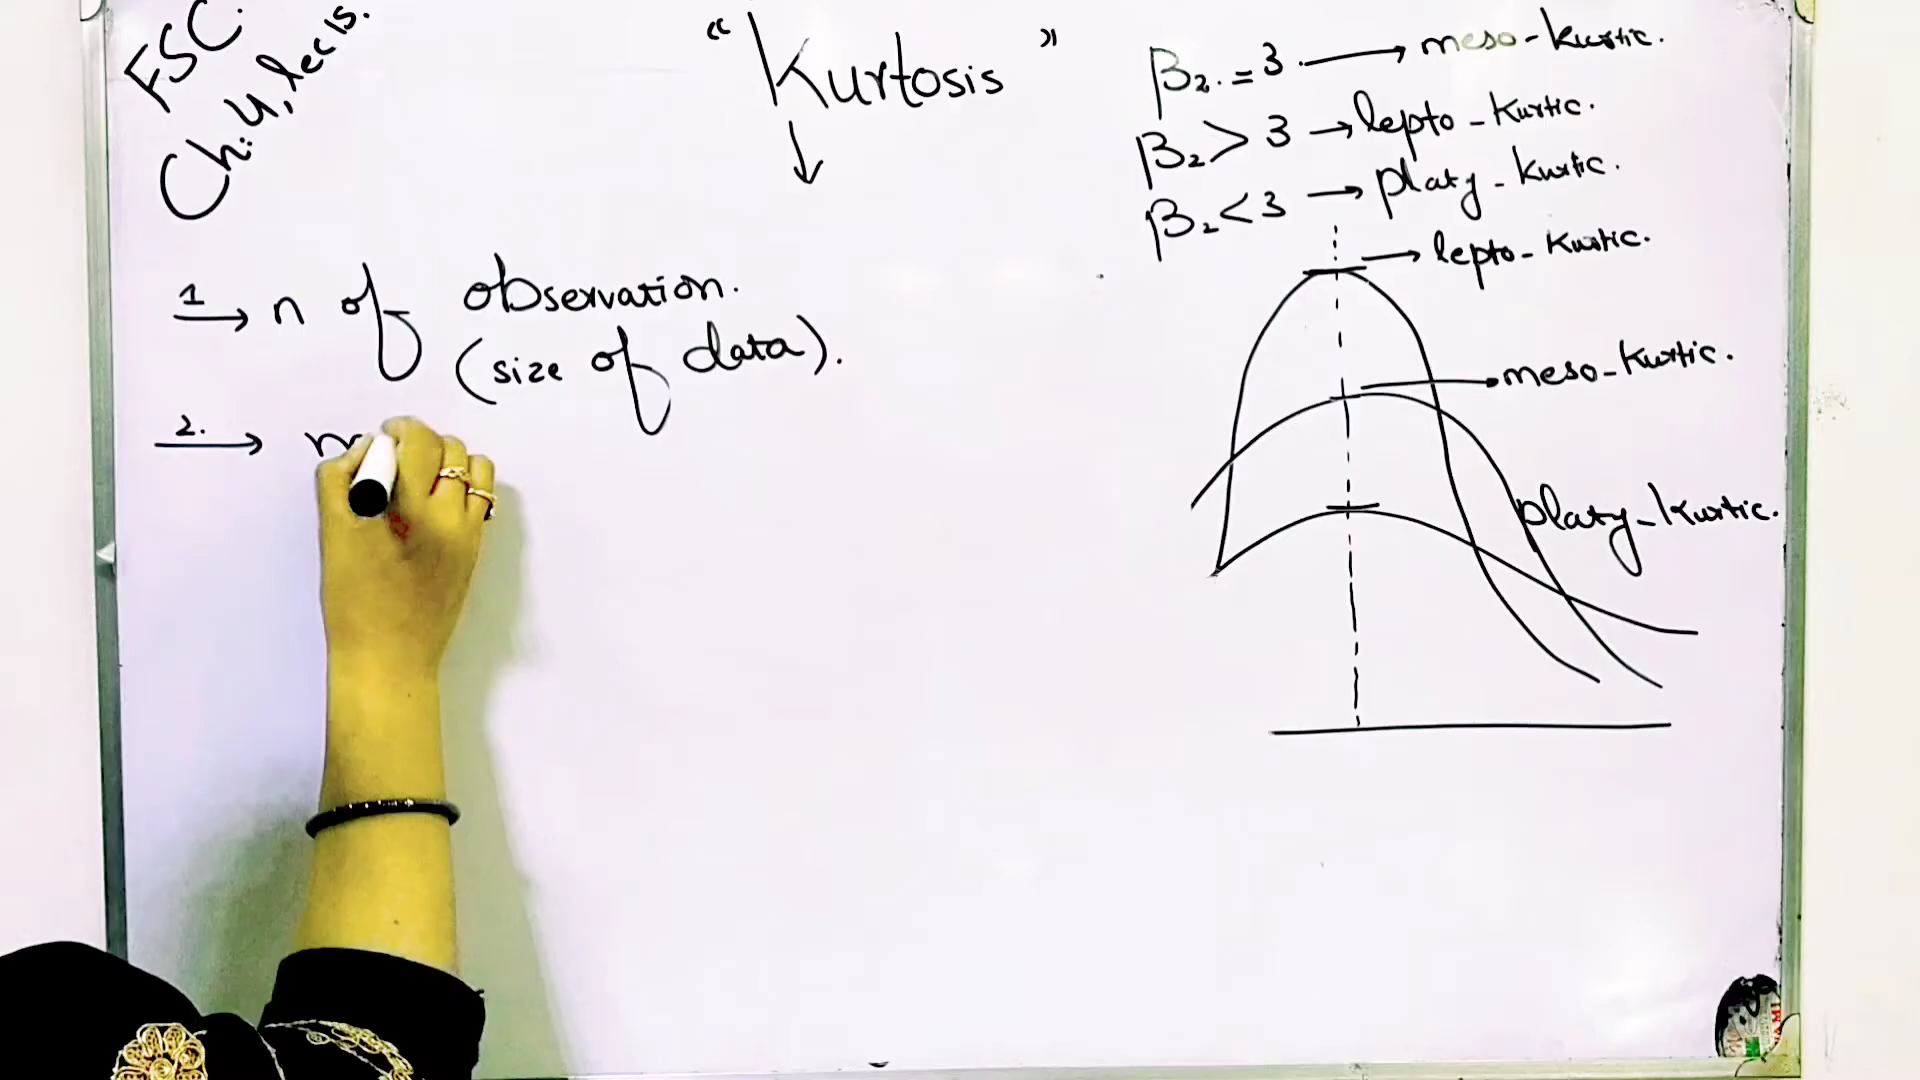 FSC.
Ch: 4, lec 15.
"Kurtosis"
1 → n of observation.
(size of data).
2. →
β₂ = 3 → meso-kurtic.
β₂ > 3 → lepto-kurtic.
β₂ < 3 → platy-kurtic.
→ lepto-kurtic.
meso-kurtic.
platy-kurtic.